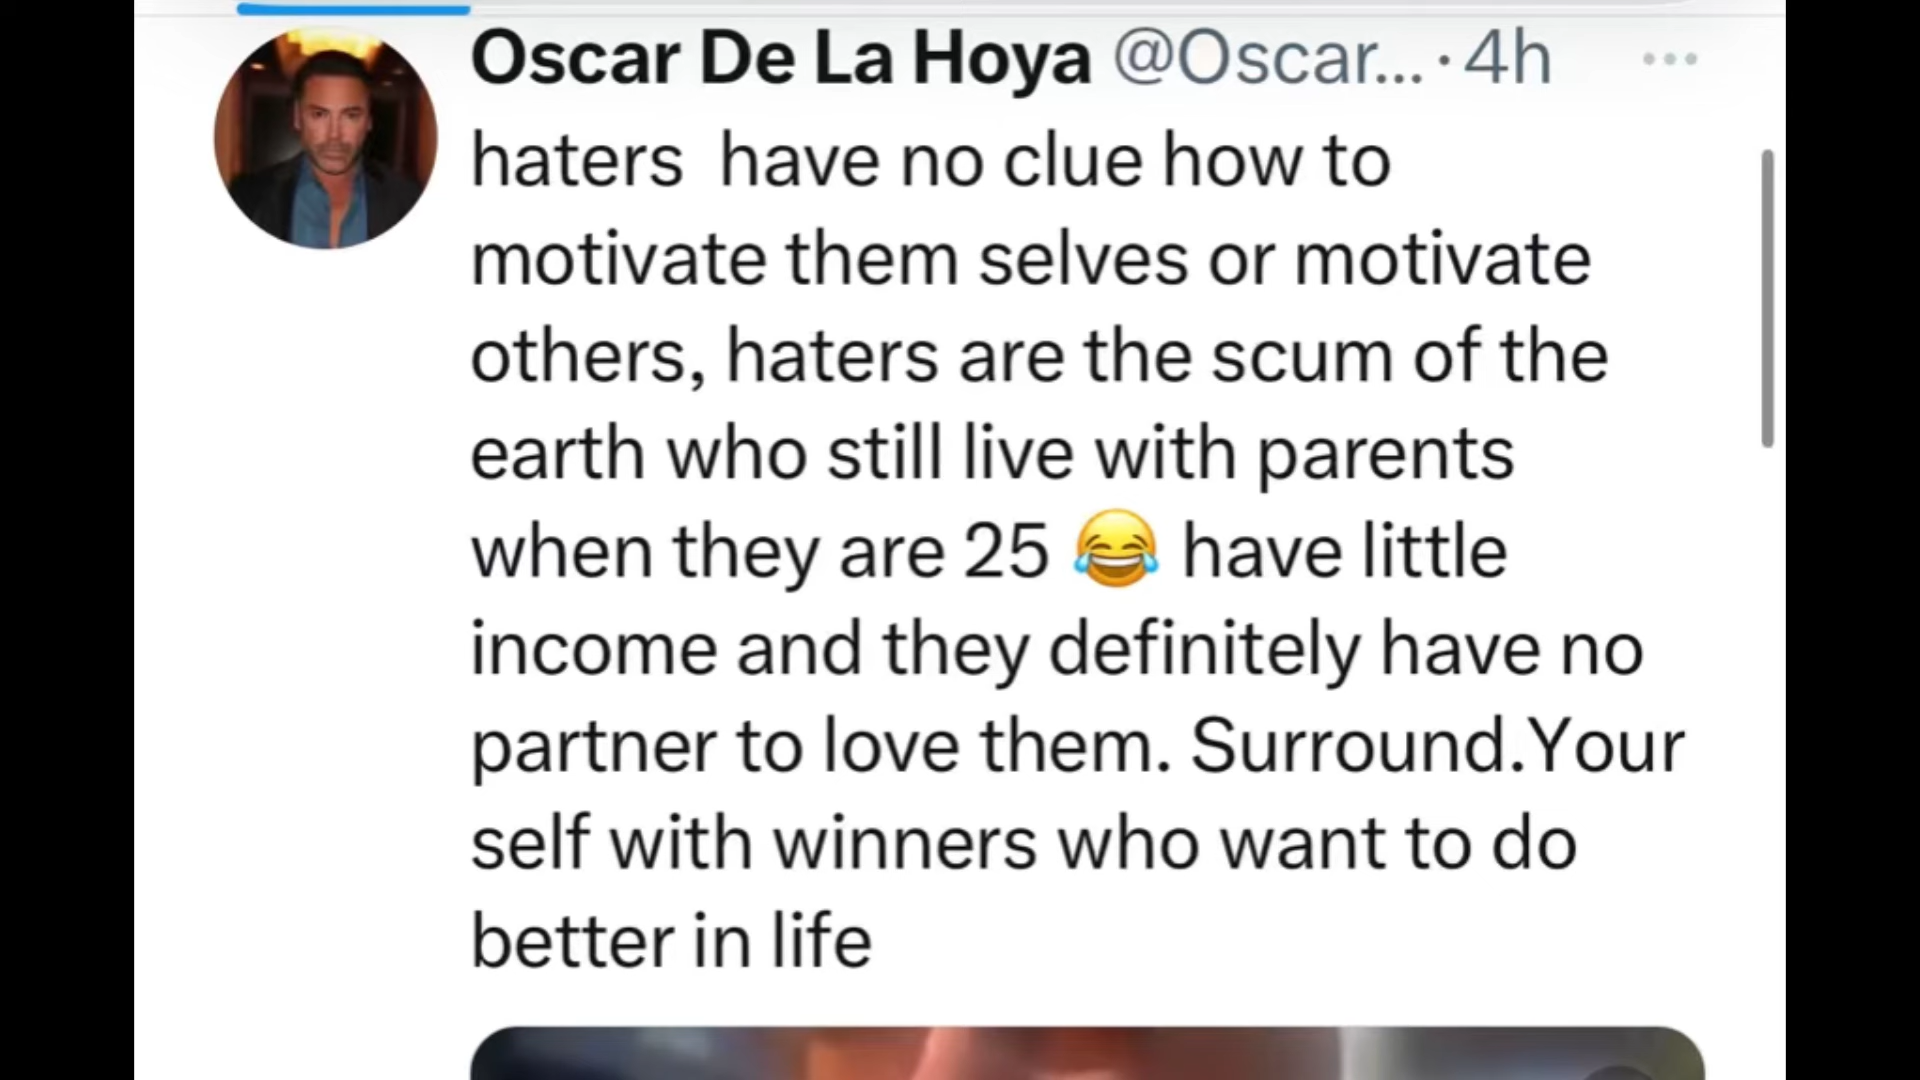 Oscar De La Hoya @Oscar... · 4h ...
haters  have no clue how to
motivate them selves or motivate
others, haters are the scum of the
earth who still live with parents
when they are 25 😂 have little
income and they definitely have no
partner to love them. Surround.Your
self with winners who want to do
better in life